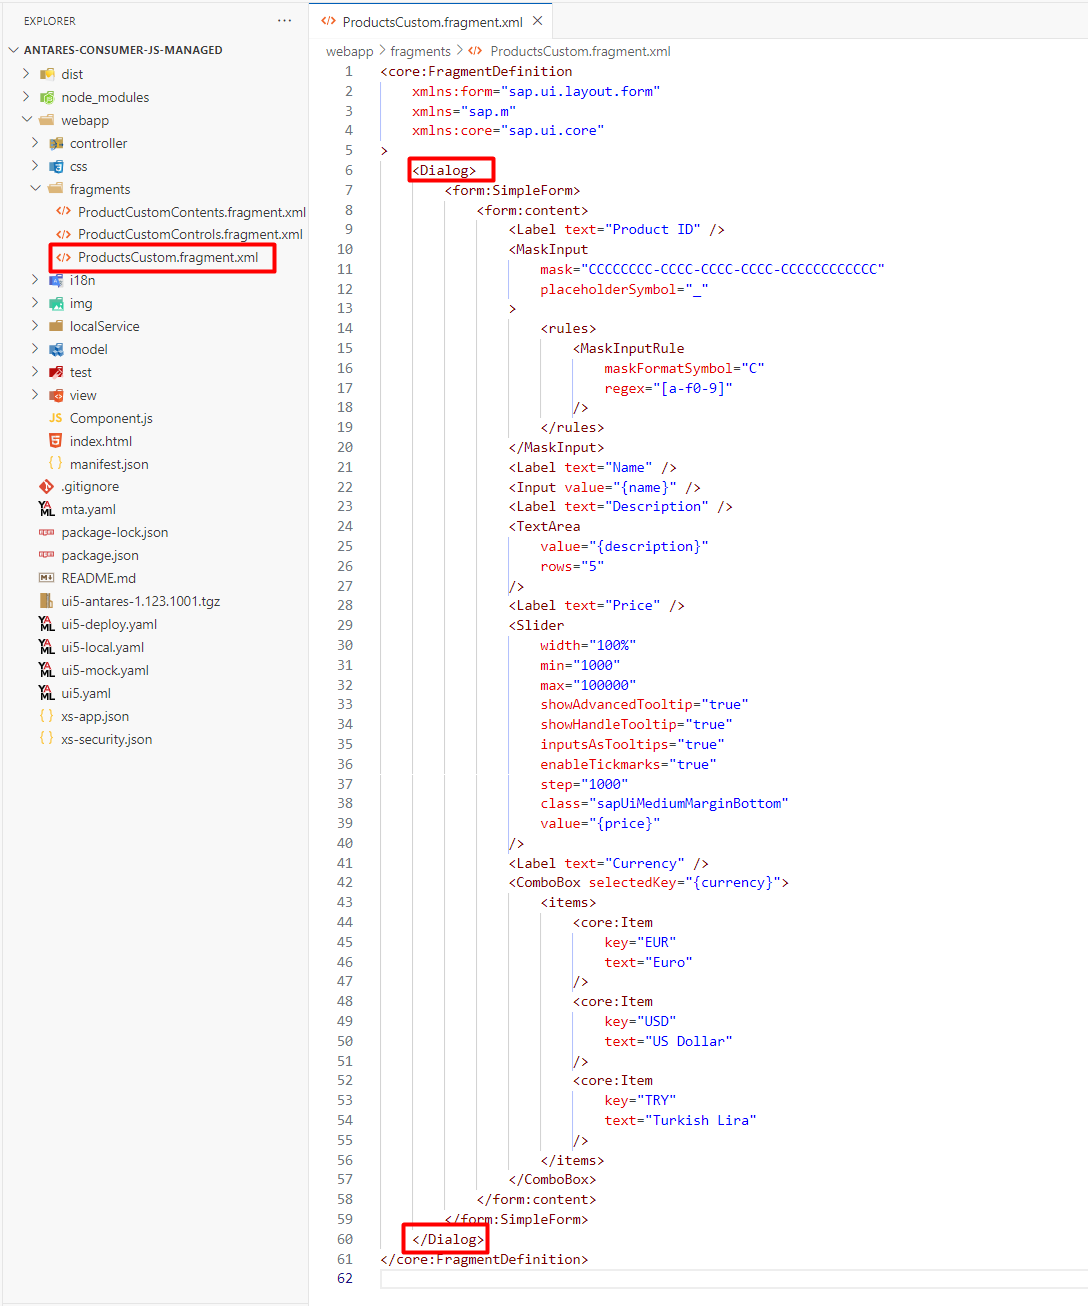 EXPLORER
···
ANTARES-CONSUMER-JS-MANAGED
dist
node_modules
webapp
controller
css
fragments
ProductCustomContents.fragment.xml
ProductCustomControls.fragment.xml
ProductsCustom.fragment.xml
i18n
img
localService
model
test
view
JS Component.js
index.html
{} manifest.json
.gitignore
YAML mta.yaml
package-lock.json
package.json
README.md
ui5-antares-1.123.1001.tgz
YAML ui5-deploy.yaml
YAML ui5-local.yaml
YAML ui5-mock.yaml
YAML ui5.yaml
{} xs-app.json
{} xs-security.json
ProductsCustom.fragment.xml
webapp > fragments > ProductsCustom.fragment.xml
1 <core:FragmentDefinition
2 xmlns:form="sap.ui.layout.form"
3 xmlns="sap.m"
4 xmlns:core="sap.ui.core"
5 >
6 <Dialog>
7 <form:SimpleForm>
8 <form:content>
9 <Label text="Product ID" />
10 <MaskInput
11 mask="CCCCCCCC-CCCC-CCCC-CCCC-CCCCCCCCCCCC"
12 placeholderSymbol="_"
13 >
14 <rules>
15 <MaskInputRule
16 maskFormatSymbol="C"
17 regex="[a-f0-9]"
18 />
19 </rules>
20 </MaskInput>
21 <Label text="Name" />
22 <Input value="{name}" />
23 <Label text="Description" />
24 <TextArea
25 value="{description}"
26 rows="5"
27 />
28 <Label text="Price" />
29 <Slider
30 width="100%"
31 min="1000"
32 max="100000"
33 showAdvancedTooltip="true"
34 showHandleTooltip="true"
35 inputsAsTooltips="true"
36 enableTickmarks="true"
37 step="1000"
38 class="sapUiMediumMarginBottom"
39 value="{price}"
40 />
41 <Label text="Currency" />
42 <ComboBox selectedKey="{currency}">
43 <items>
44 <core:Item
45 key="EUR"
46 text="Euro"
47 />
48 <core:Item
49 key="USD"
50 text="US Dollar"
51 />
52 <core:Item
53 key="TRY"
54 text="Turkish Lira"
55 />
56 </items>
57 </ComboBox>
58 </form:content>
59 </form:SimpleForm>
60 </Dialog>
61 </core:FragmentDefinition>
62